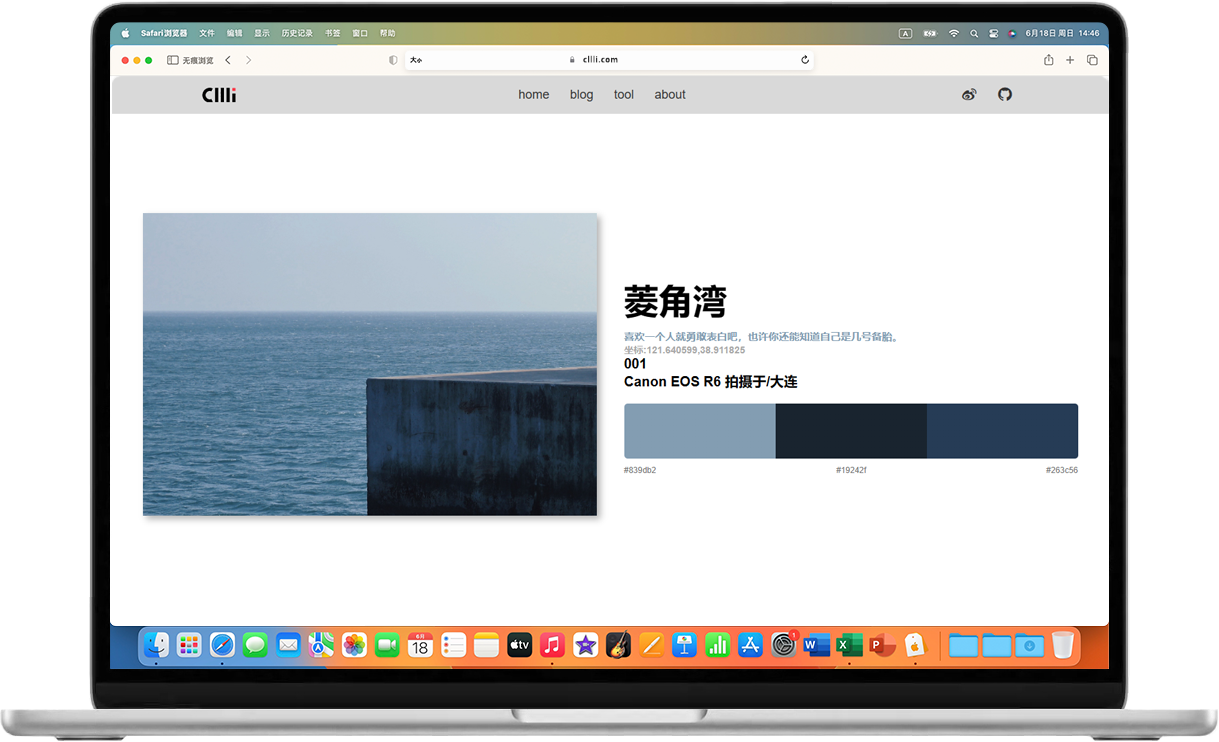 Safari浏览器 文件 编辑 显示 历史记录 书签 窗口 帮助 A 6月18日 周日 14:46
无痕浏览 大小 cllli.com
Cllli home blog tool about
菱角湾
喜欢一个人就勇敢表白吧，也许你还能知道自己是几号备胎。
坐标:121.640599,38.911825
001
Canon EOS R6 拍摄于/大连
#839db2 #19242f #263c56
6月
18 tv 1 W X P